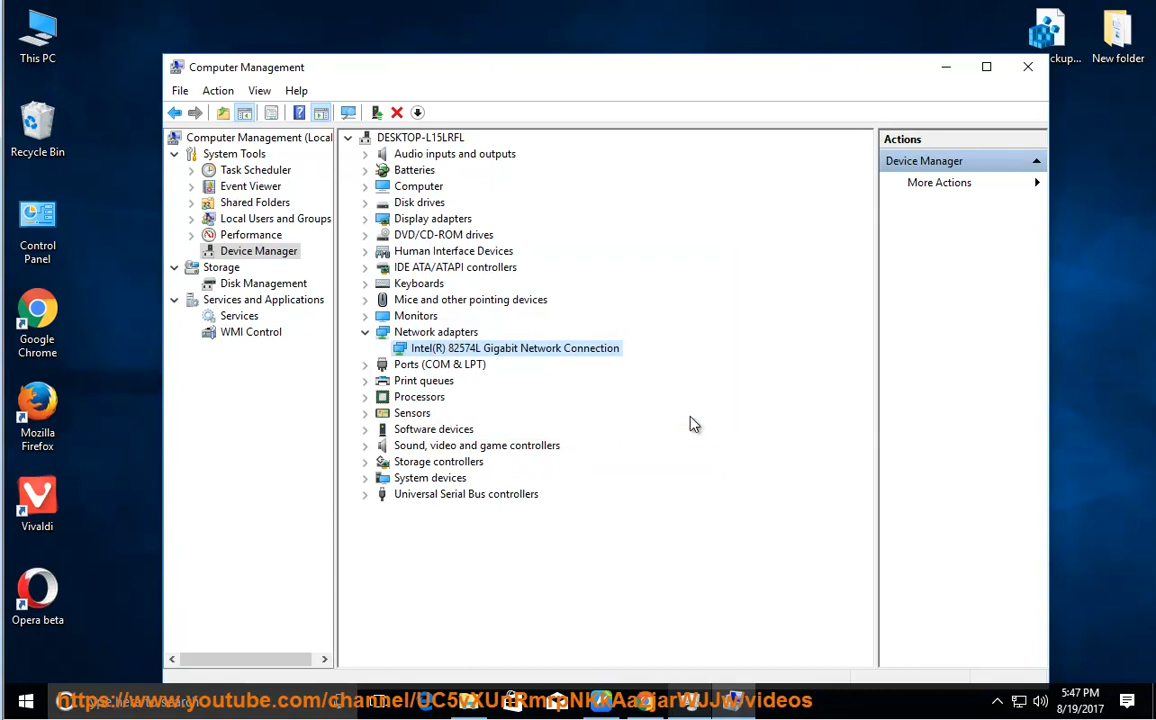 This PC
Recycle Bin
Control
Panel
Google
Chrome
Mozilla
Firefox
Vivaldi
Opera beta
ckup...
New folder
Computer Management
File Action View Help
Computer Management (Local
System Tools
Task Scheduler
Event Viewer
Shared Folders
Local Users and Groups
Performance
Device Manager
Storage
Disk Management
Services and Applications
Services
WMI Control
DESKTOP-L15LRFL
Audio inputs and outputs
Batteries
Computer
Disk drives
Display adapters
DVD/CD-ROM drives
Human Interface Devices
IDE ATA/ATAPI controllers
Keyboards
Mice and other pointing devices
Monitors
Network adapters
Intel(R) 82574L Gigabit Network Connection
Ports (COM & LPT)
Print queues
Processors
Sensors
Software devices
Sound, video and game controllers
Storage controllers
System devices
Universal Serial Bus controllers
Actions
Device Manager
More Actions
5:47 PM
8/19/2017